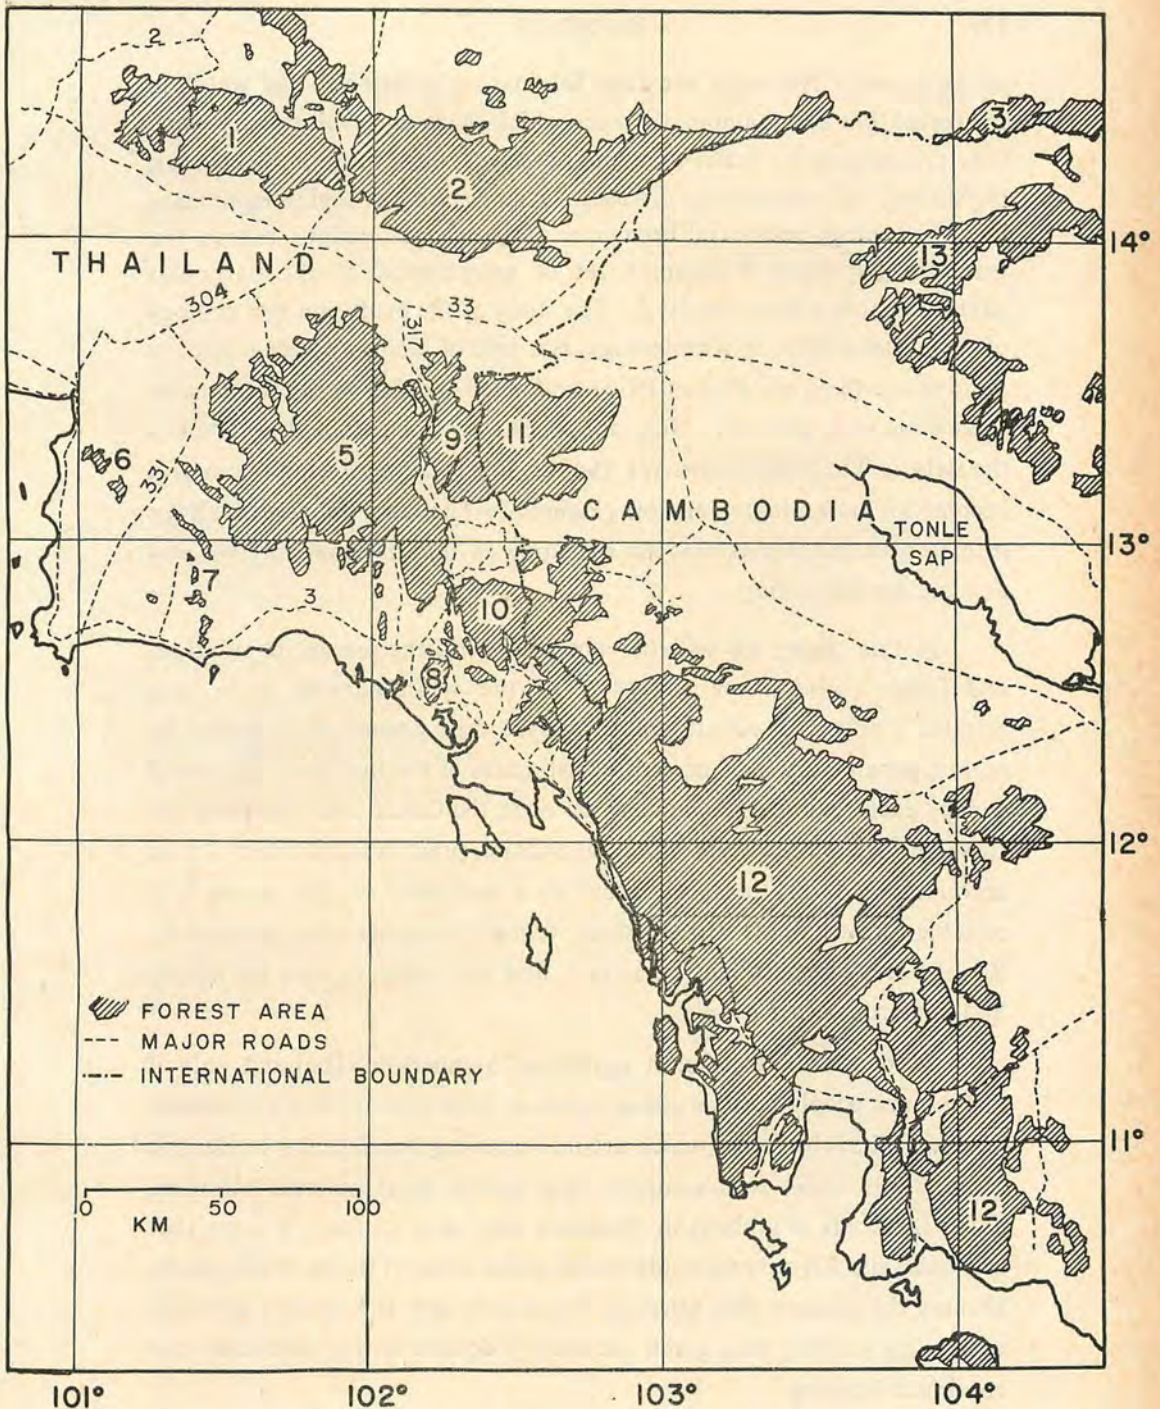 2
1
3
2
14°
THAILAND
13
304
33
317
5
9
11
6
331
CAMBODIA
TONLE
SAP
13°
7
3
10
8
12°
12
FOREST AREA
MAJOR ROADS
INTERNATIONAL BOUNDARY
11°
0 50 100
KM
12
101° 102° 103° 104°